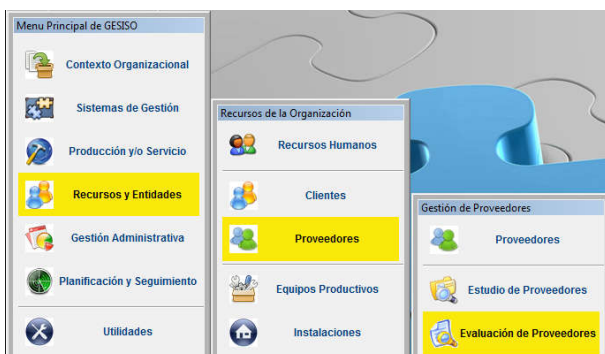 Menu Principal de GESISO
Contexto Organizacional
Sistemas de Gestión
Producción y/o Servicio
Recursos y Entidades
Gestión Administrativa
Planificación y Seguimiento
Utilidades
Recursos de la Organización
Recursos Humanos
Clientes
Proveedores
Equipos Productivos
Instalaciones
Gestión de Proveedores
Proveedores
Estudio de Proveedores
Evaluación de Proveedores